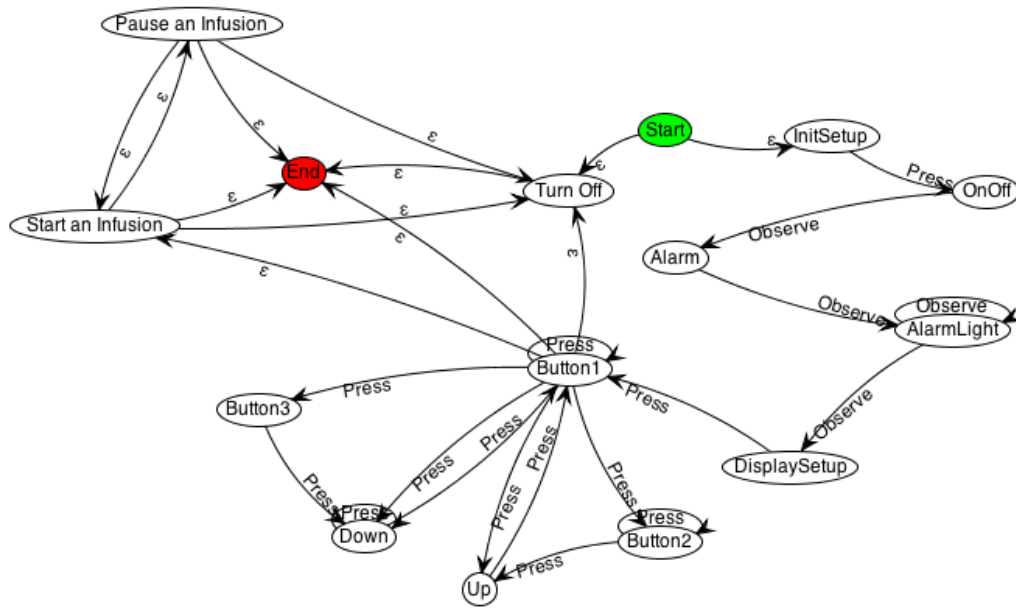 Pause an Infusion
ε
ε
ε
ε
Start
ε
ε
InitSetup
End
ε
Turn Off
Press
OnOff
ε
Start an Infusion
ε
ε
ε
ε
Observe
Alarm
Observe
Observe
AlarmLight
Press
Button1
Press
Button3
Press
Observe
DisplaySetup
Press
Press
Press
Press
Press
Press
Press
Down
Press
Button2
Press
Up